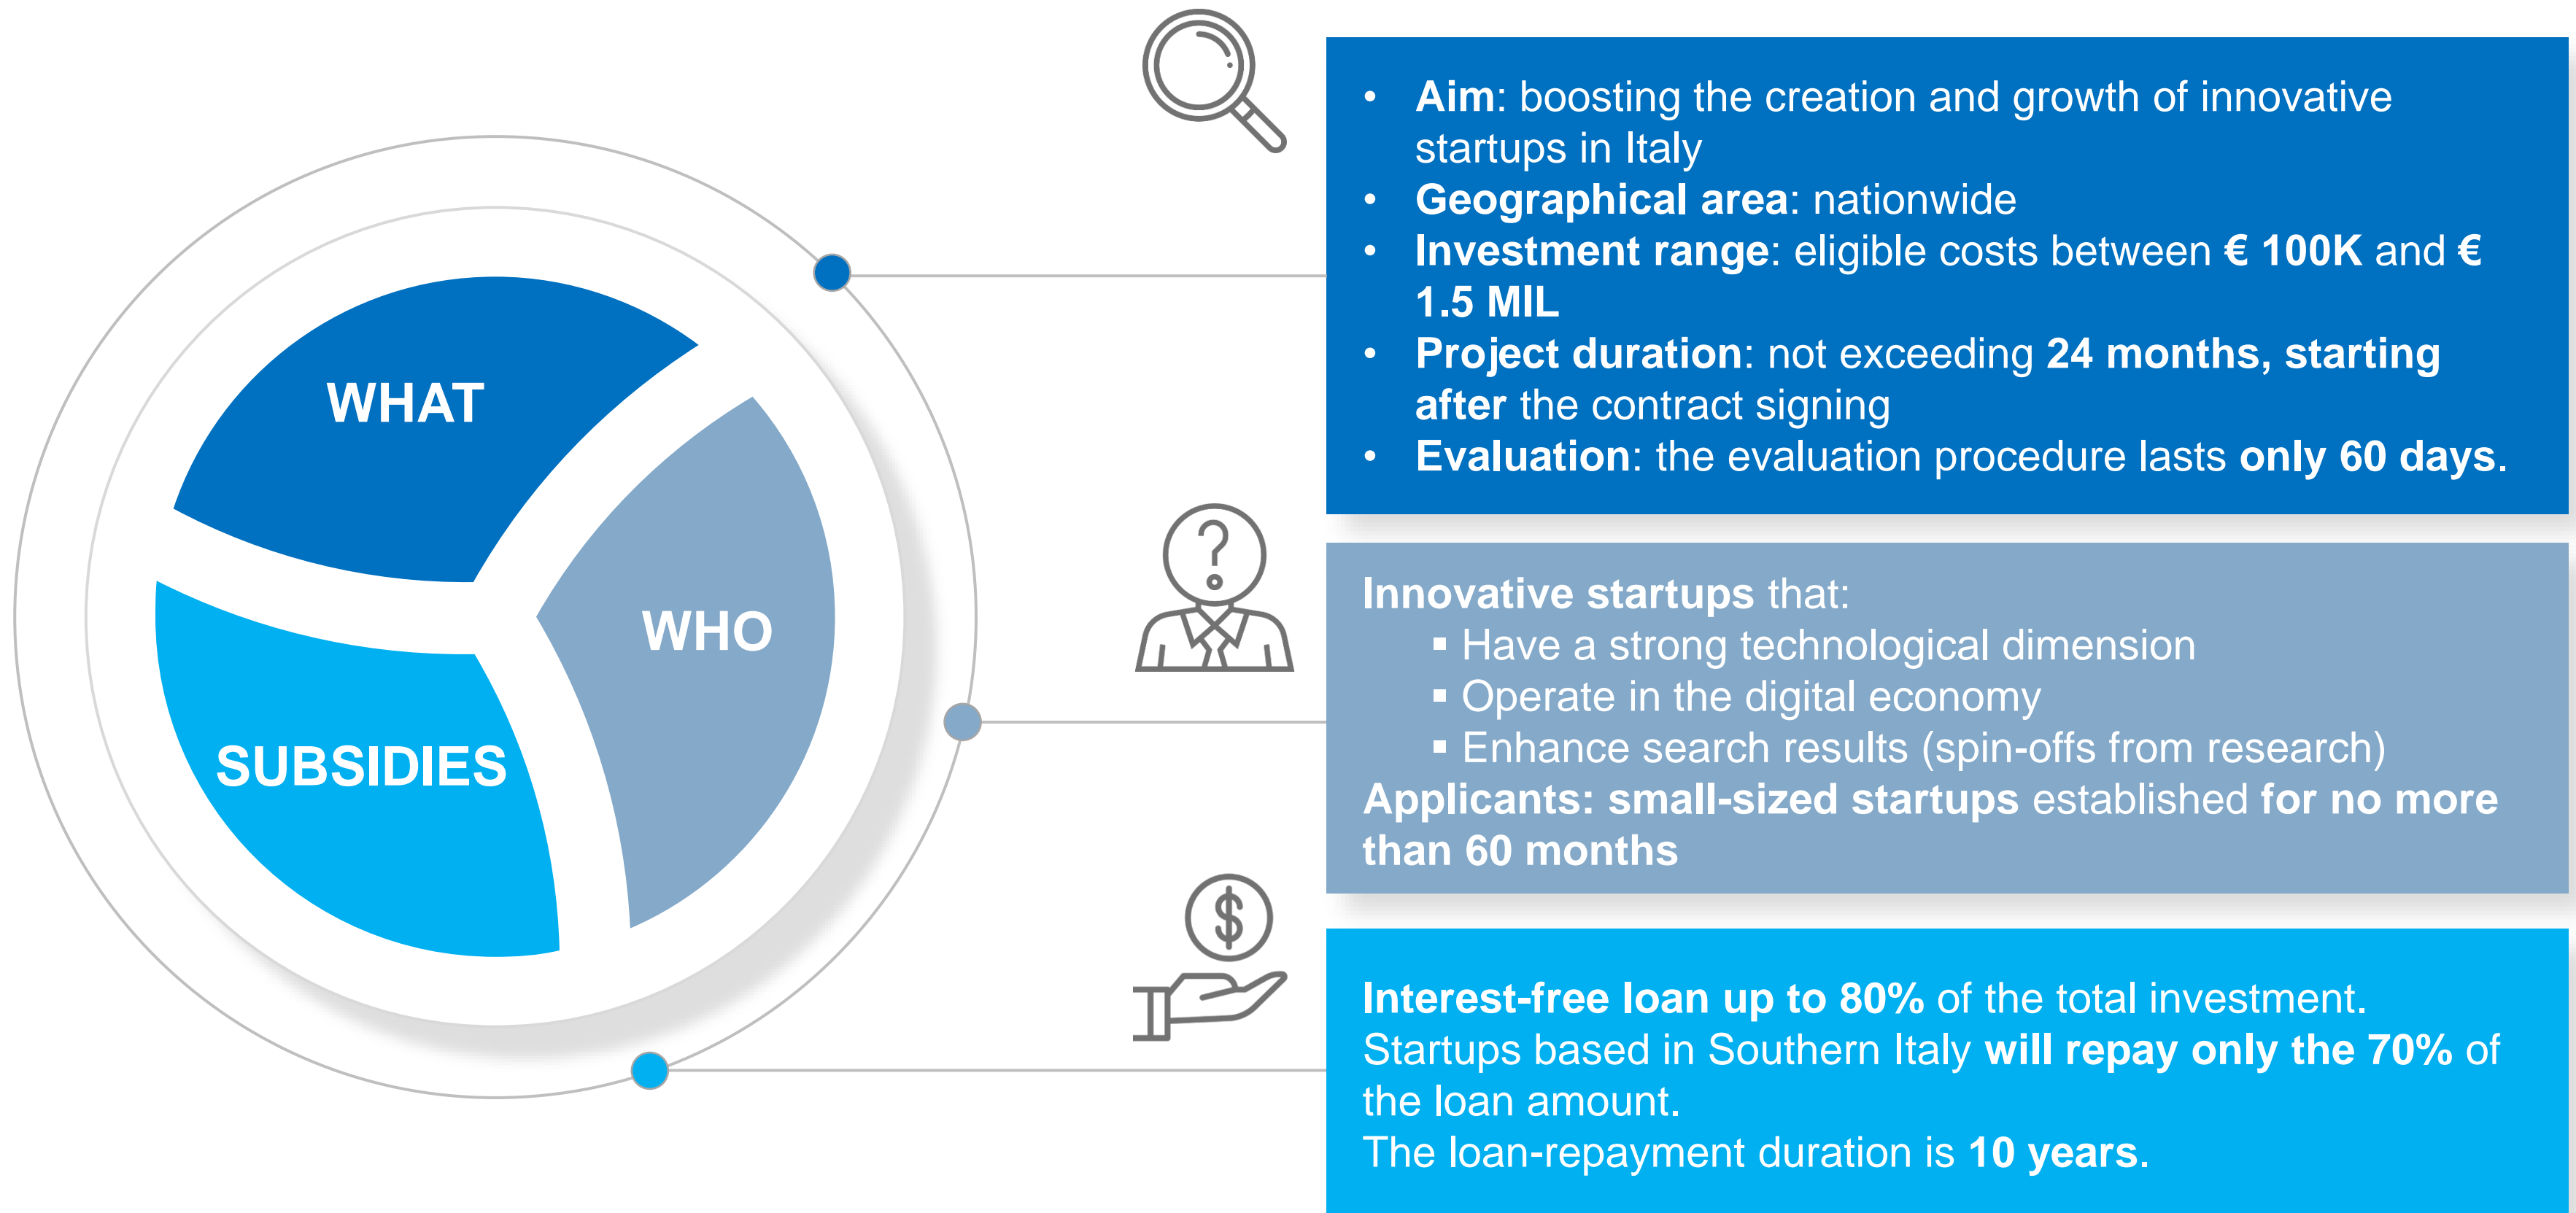 WHAT
WHO
SUBSIDIES
• Aim: boosting the creation and growth of innovative
startups in Italy
• Geographical area: nationwide
• Investment range: eligible costs between € 100K and €
1.5 MIL
• Project duration: not exceeding 24 months, starting
after the contract signing
• Evaluation: the evaluation procedure lasts only 60 days.
?
Innovative startups that:
▪ Have a strong technological dimension
▪ Operate in the digital economy
▪ Enhance search results (spin-offs from research)
Applicants: small-sized startups established for no more
than 60 months
$
Interest-free loan up to 80% of the total investment.
Startups based in Southern Italy will repay only the 70% of
the loan amount.
The loan-repayment duration is 10 years.